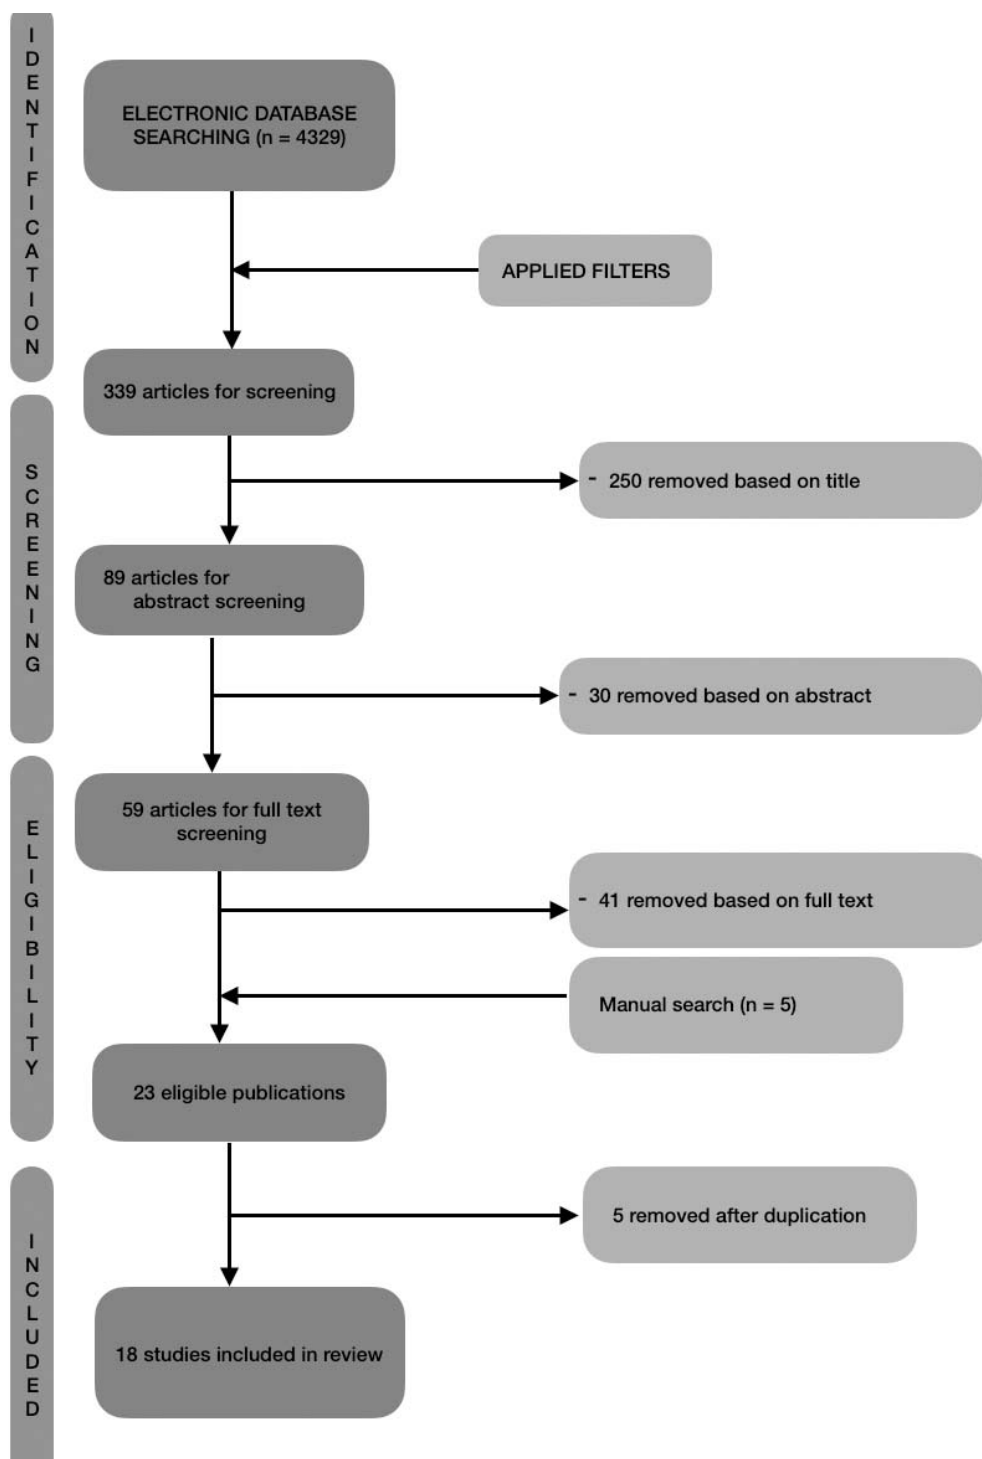 IDENTIFICATION
ELECTRONIC DATABASE
SEARCHING (n = 4329)
APPLIED FILTERS
339 articles for screening
SCREENING
- 250 removed based on title
89 articles for
abstract screening
- 30 removed based on abstract
ELIGIBILITY
59 articles for full text
screening
- 41 removed based on full text
Manual search (n = 5)
23 eligible publications
INCLUDED
5 removed after duplication
18 studies included in review